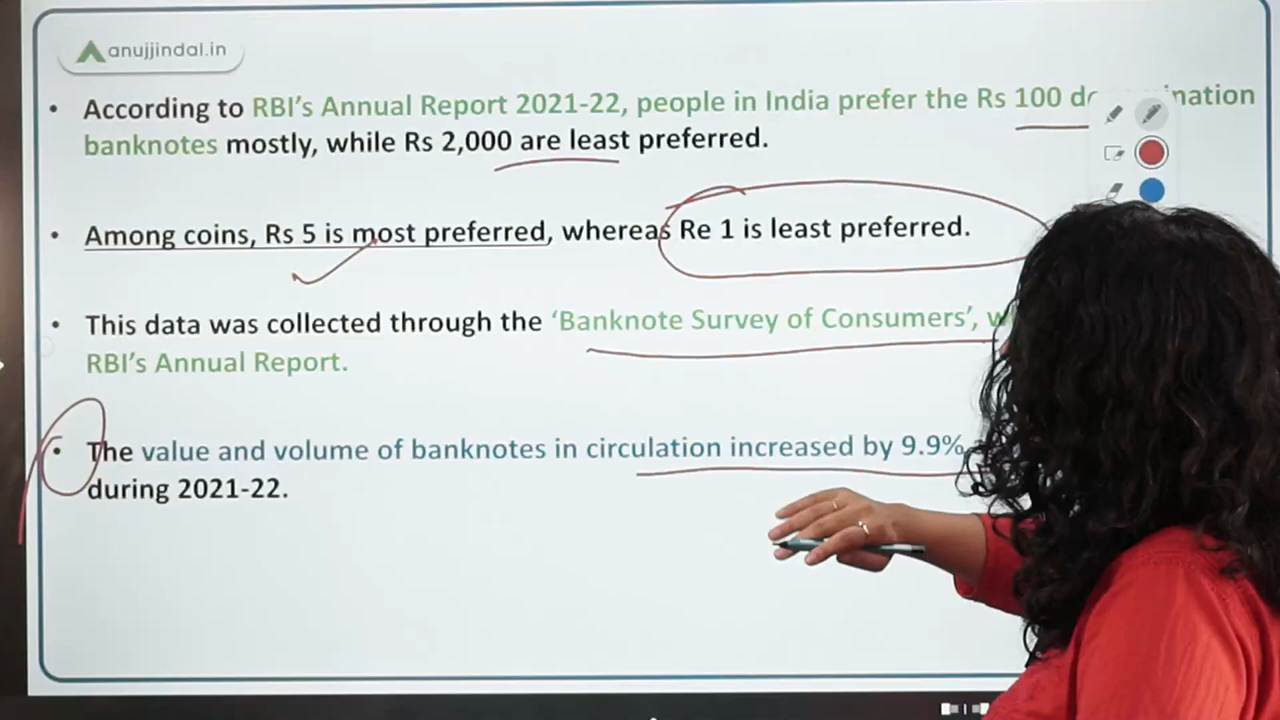 anujjindal.in
• According to RBI's Annual Report 2021-22, people in India prefer the Rs 100
banknotes mostly, while Rs 2,000 are least preferred.
• Among coins, Rs 5 is most preferred, whereas Re 1 is least preferred.
• This data was collected through the 'Banknote Survey of Consumers',
RBI's Annual Report.
• The value and volume of banknotes in circulation increased by 9.9%
during 2021-22.